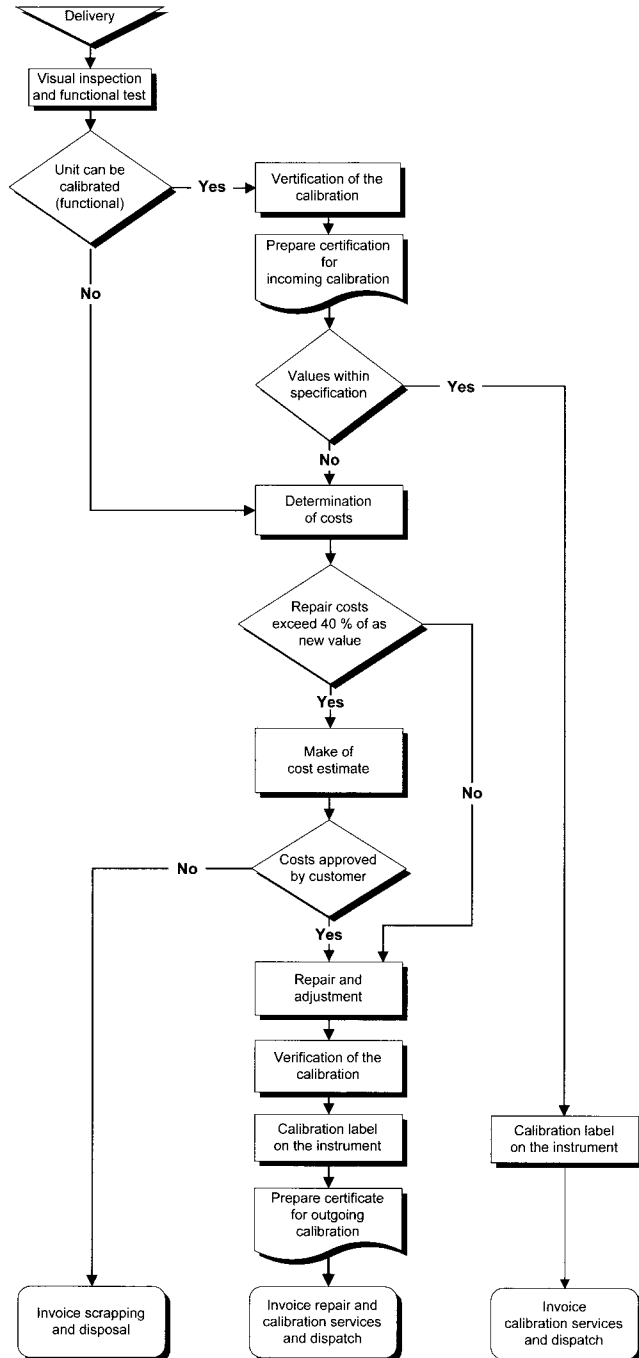 Delivery
Visual inspection
and functional test
Unit can be
calibrated
(functional)
Yes
Vertification of the
calibration
Prepare certification
for
incoming calibration
No
Values within
specification
Yes
No
Determination
of costs
Repair costs
exceed 40 % of as
new value
Yes
Make of
cost estimate
No
Costs approved
by customer
No
Yes
Repair and
adjustment
Verification of the
calibration
Calibration label
on the instrument
Calibration label
on the instrument
Prepare certificate
for outgoing
calibration
Invoice scrapping
and disposal
Invoice repair and
calibration services
and dispatch
Invoice
calibration services
and dispatch